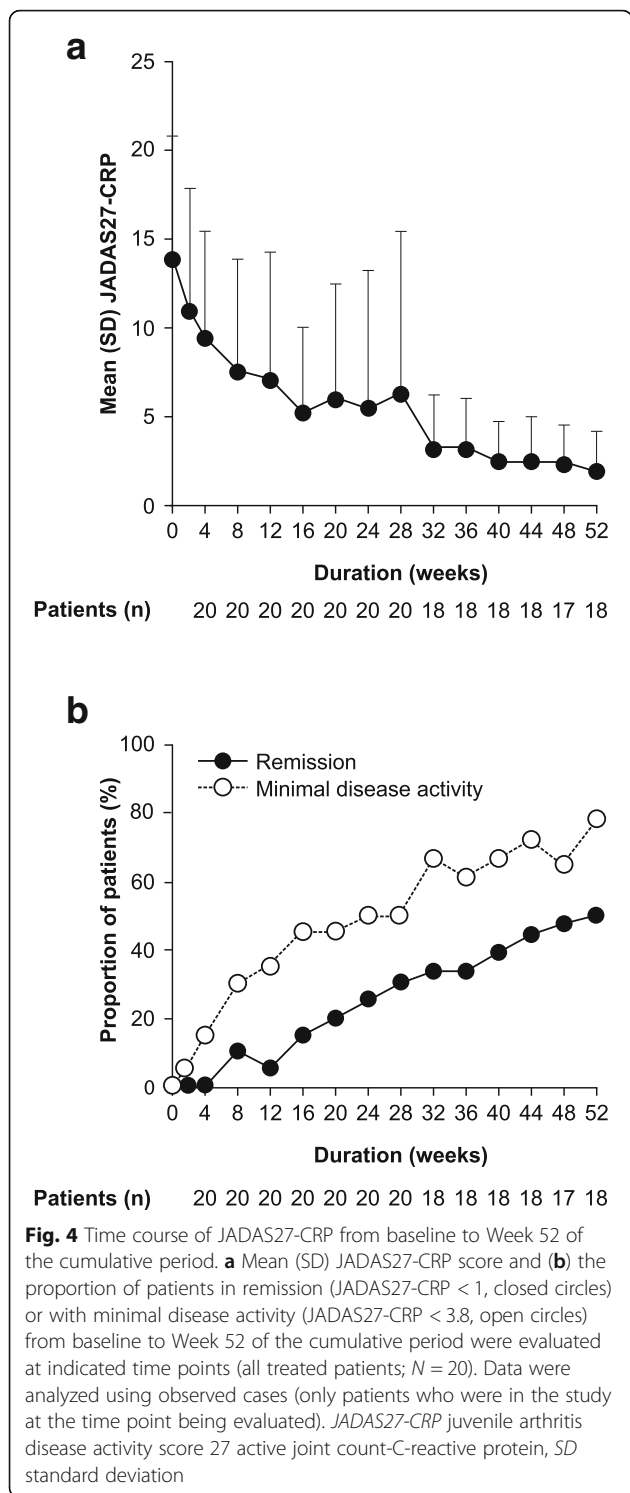 a
25
20
15
10
5
0
Mean (SD) JADAS27-CRP
0 4 8 12 16 20 24 28 32 36 40 44 48 52
Duration (weeks)
Patients (n) 20 20 20 20 20 20 20 18 18 18 18 17 18
b
100
80
60
40
20
0
Proportion of patients (%)
Remission
Minimal disease activity
0 4 8 12 16 20 24 28 32 36 40 44 48 52
Duration (weeks)
Patients (n) 20 20 20 20 20 20 20 18 18 18 18 17 18
Fig. 4 Time course of JADAS27-CRP from baseline to Week 52 of
the cumulative period. a Mean (SD) JADAS27-CRP score and (b) the
proportion of patients in remission (JADAS27-CRP < 1, closed circles)
or with minimal disease activity (JADAS27-CRP < 3.8, open circles)
from baseline to Week 52 of the cumulative period were evaluated
at indicated time points (all treated patients; N = 20). Data were
analyzed using observed cases (only patients who were in the study
at the time point being evaluated). JADAS27-CRP juvenile arthritis
disease activity score 27 active joint count-C-reactive protein, SD
standard deviation